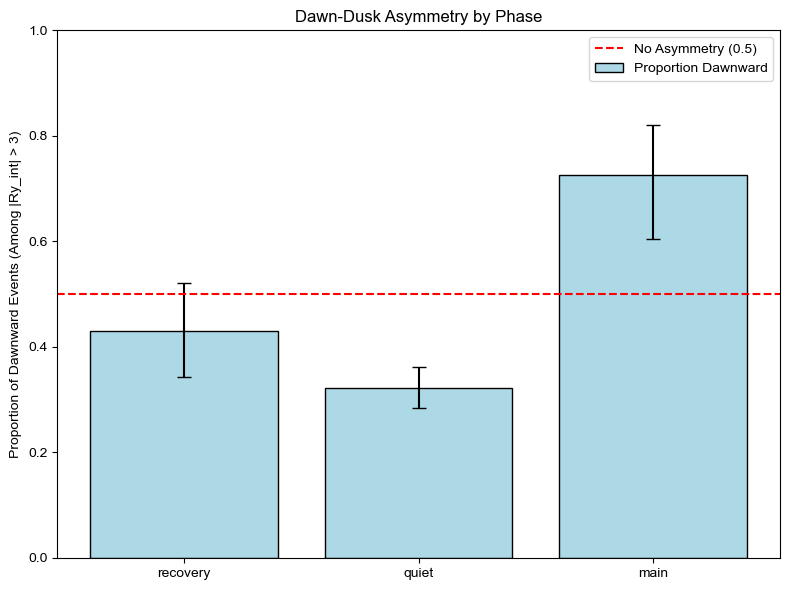 Dawn-Dusk Asymmetry by Phase
No Asymmetry (0.5)
Proportion Dawnward
Proportion of Dawnward Events (Among |Ry_int| > 3)
1.0
0.8
0.6
0.4
0.2
0.0
recovery quiet main